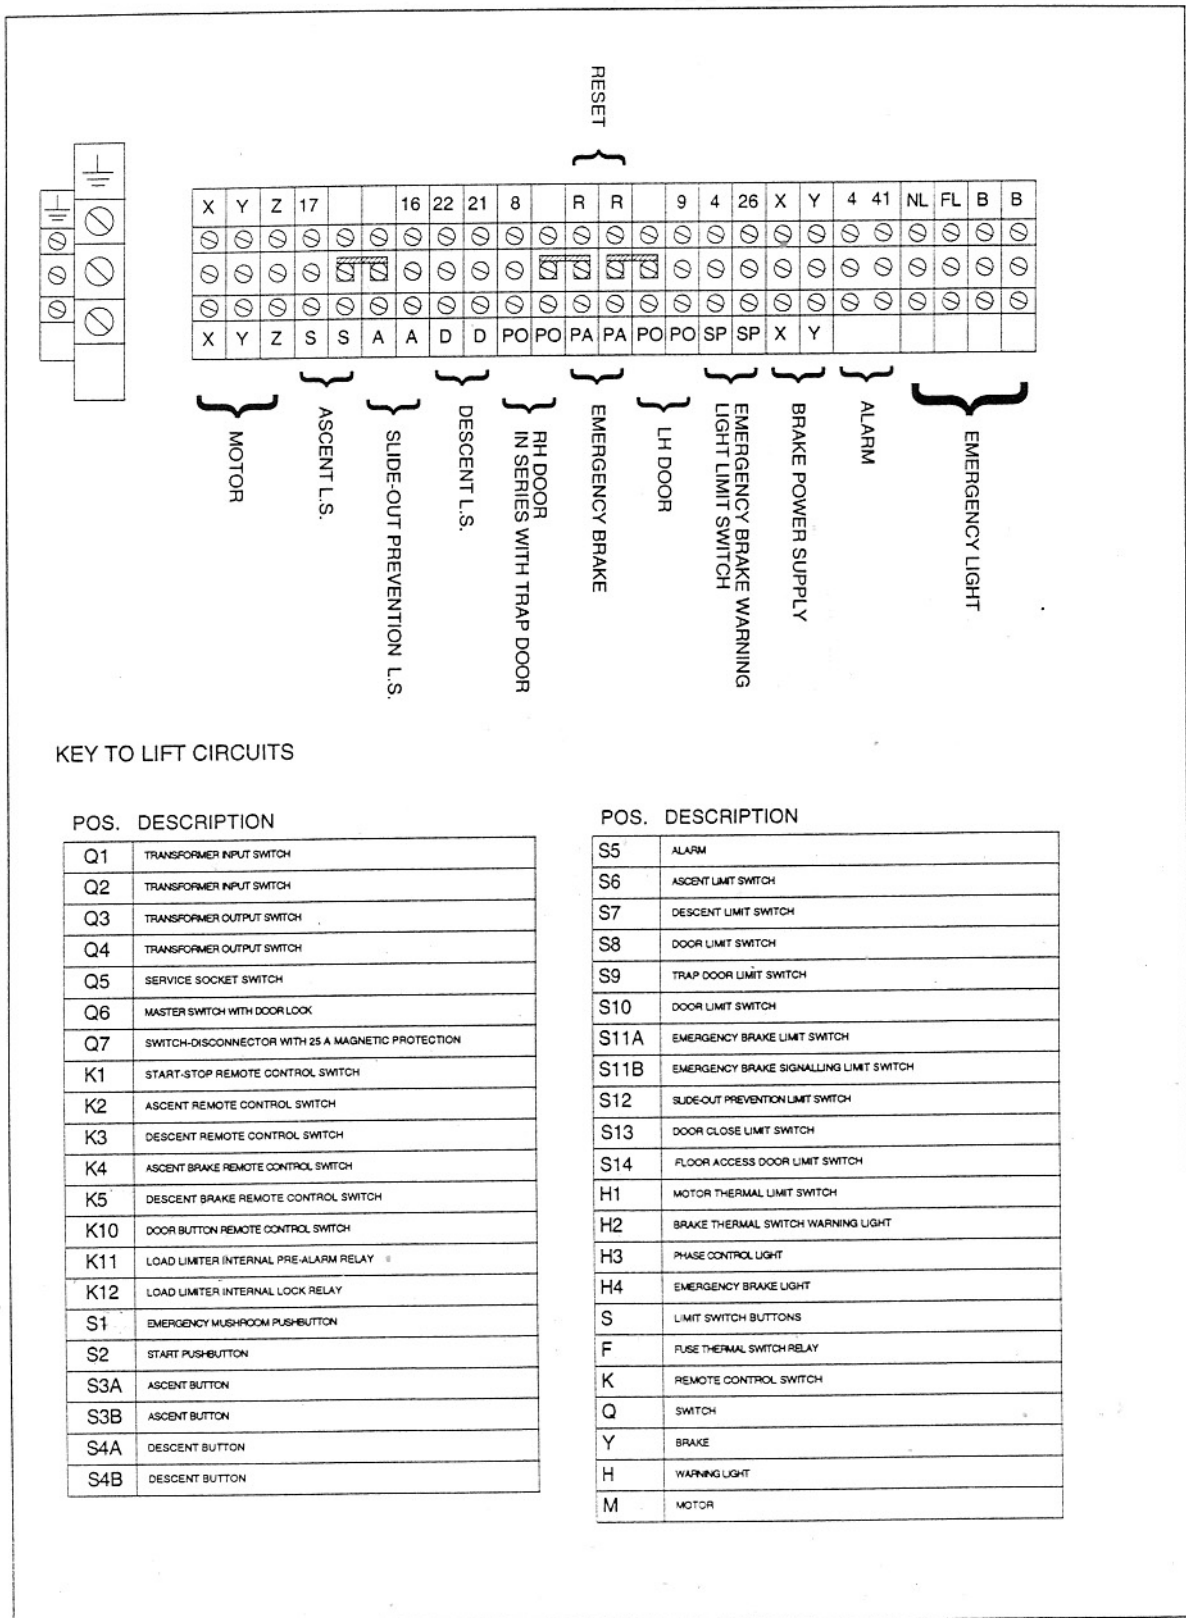 RESET
X Y Z 17 16 22 21 8 R R 9 4 26 X Y 4 41 NL FL B B
X Y Z S S A A D D PO PO PA PA PO PO SP SP X Y
MOTOR
ASCENT L.S.
SLIDE-OUT PREVENTION L.S.
DESCENT L.S.
RH DOOR
IN SERIES WITH TRAP DOOR
EMERGENCY BRAKE
LH DOOR
EMERGENCY BRAKE WARNING
LIGHT LIMIT SWITCH
BRAKE POWER SUPPLY
ALARM
EMERGENCY LIGHT
KEY TO LIFT CIRCUITS
POS. DESCRIPTION
Q1 TRANSFORMER INPUT SWITCH
Q2 TRANSFORMER INPUT SWITCH
Q3 TRANSFORMER OUTPUT SWITCH
Q4 TRANSFORMER OUTPUT SWITCH
Q5 SERVICE SOCKET SWITCH
Q6 MASTER SWITCH WITH DOOR LOCK
Q7 SWITCH-DISCONNECTOR WITH 25 A MAGNETIC PROTECTION
K1 START-STOP REMOTE CONTROL SWITCH
K2 ASCENT REMOTE CONTROL SWITCH
K3 DESCENT REMOTE CONTROL SWITCH
K4 ASCENT BRAKE REMOTE CONTROL SWITCH
K5 DESCENT BRAKE REMOTE CONTROL SWITCH
K10 DOOR BUTTON REMOTE CONTROL SWITCH
K11 LOAD LIMITER INTERNAL PRE-ALARM RELAY
K12 LOAD LIMITER INTERNAL LOCK RELAY
S1 EMERGENCY MUSHROOM PUSHBUTTON
S2 START PUSHBUTTON
S3A ASCENT BUTTON
S3B ASCENT BUTTON
S4A DESCENT BUTTON
S4B DESCENT BUTTON
POS. DESCRIPTION
S5 ALARM
S6 ASCENT LIMIT SWITCH
S7 DESCENT LIMIT SWITCH
S8 DOOR LIMIT SWITCH
S9 TRAP DOOR LIMIT SWITCH
S10 DOOR LIMIT SWITCH
S11A EMERGENCY BRAKE LIMIT SWITCH
S11B EMERGENCY BRAKE SIGNALLING LIMIT SWITCH
S12 SLIDE-OUT PREVENTION LIMIT SWITCH
S13 DOOR CLOSE LIMIT SWITCH
S14 FLOOR ACCESS DOOR LIMIT SWITCH
H1 MOTOR THERMAL LIMIT SWITCH
H2 BRAKE THERMAL SWITCH WARNING LIGHT
H3 PHASE CONTROL LIGHT
H4 EMERGENCY BRAKE LIGHT
S LIMIT SWITCH BUTTONS
F FUSE THERMAL SWITCH RELAY
K REMOTE CONTROL SWITCH
Q SWITCH
Y BRAKE
H WARNING LIGHT
M MOTOR